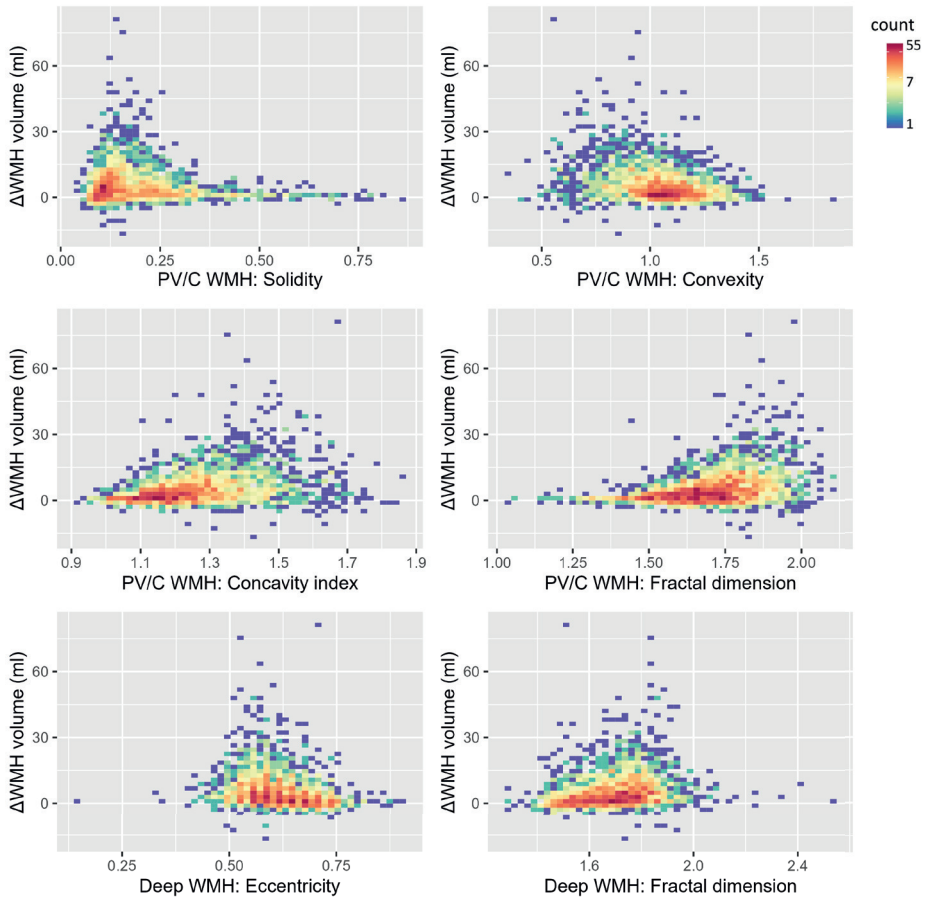 count
55
7
1
ΔWMH volume (ml)
60
30
0
0.00 0.25 0.50 0.75
PV/C WMH: Solidity
ΔWMH volume (ml)
60
30
0
0.5 1.0 1.5
PV/C WMH: Convexity
ΔWMH volume (ml)
60
30
0
0.9 1.1 1.3 1.5 1.7 1.9
PV/C WMH: Concavity index
ΔWMH volume (ml)
60
30
0
1.00 1.25 1.50 1.75 2.00
PV/C WMH: Fractal dimension
ΔWMH volume (ml)
60
30
0
0.25 0.50 0.75
Deep WMH: Eccentricity
ΔWMH volume (ml)
60
30
0
1.6 2.0 2.4
Deep WMH: Fractal dimension